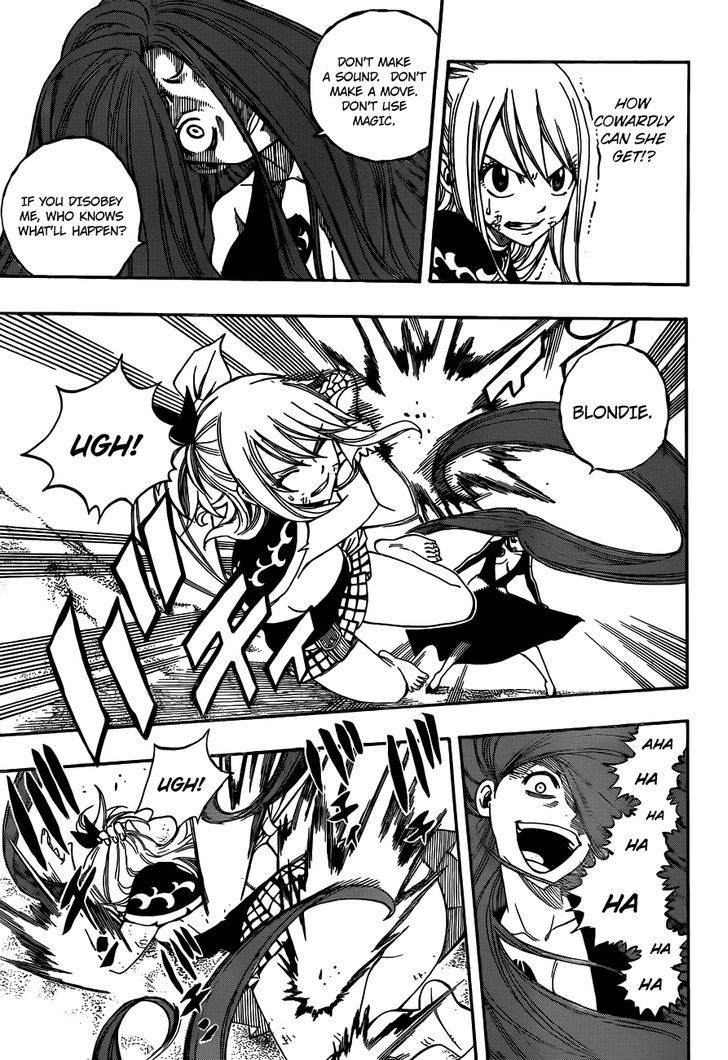 HOW
COWARDLY
CAN SHE
GET!?
DON'T MAKE
A SOUND. DON'T
MAKE A MOVE.
DON'T USE
MAGIC.
IF YOU DISOBEY
ME, WHO KNOWS
WHAT'LL HAPPEN?
BLONDIE.
UGH!
AHA
HA
HA
HA
HA
HA
HA
UGH!